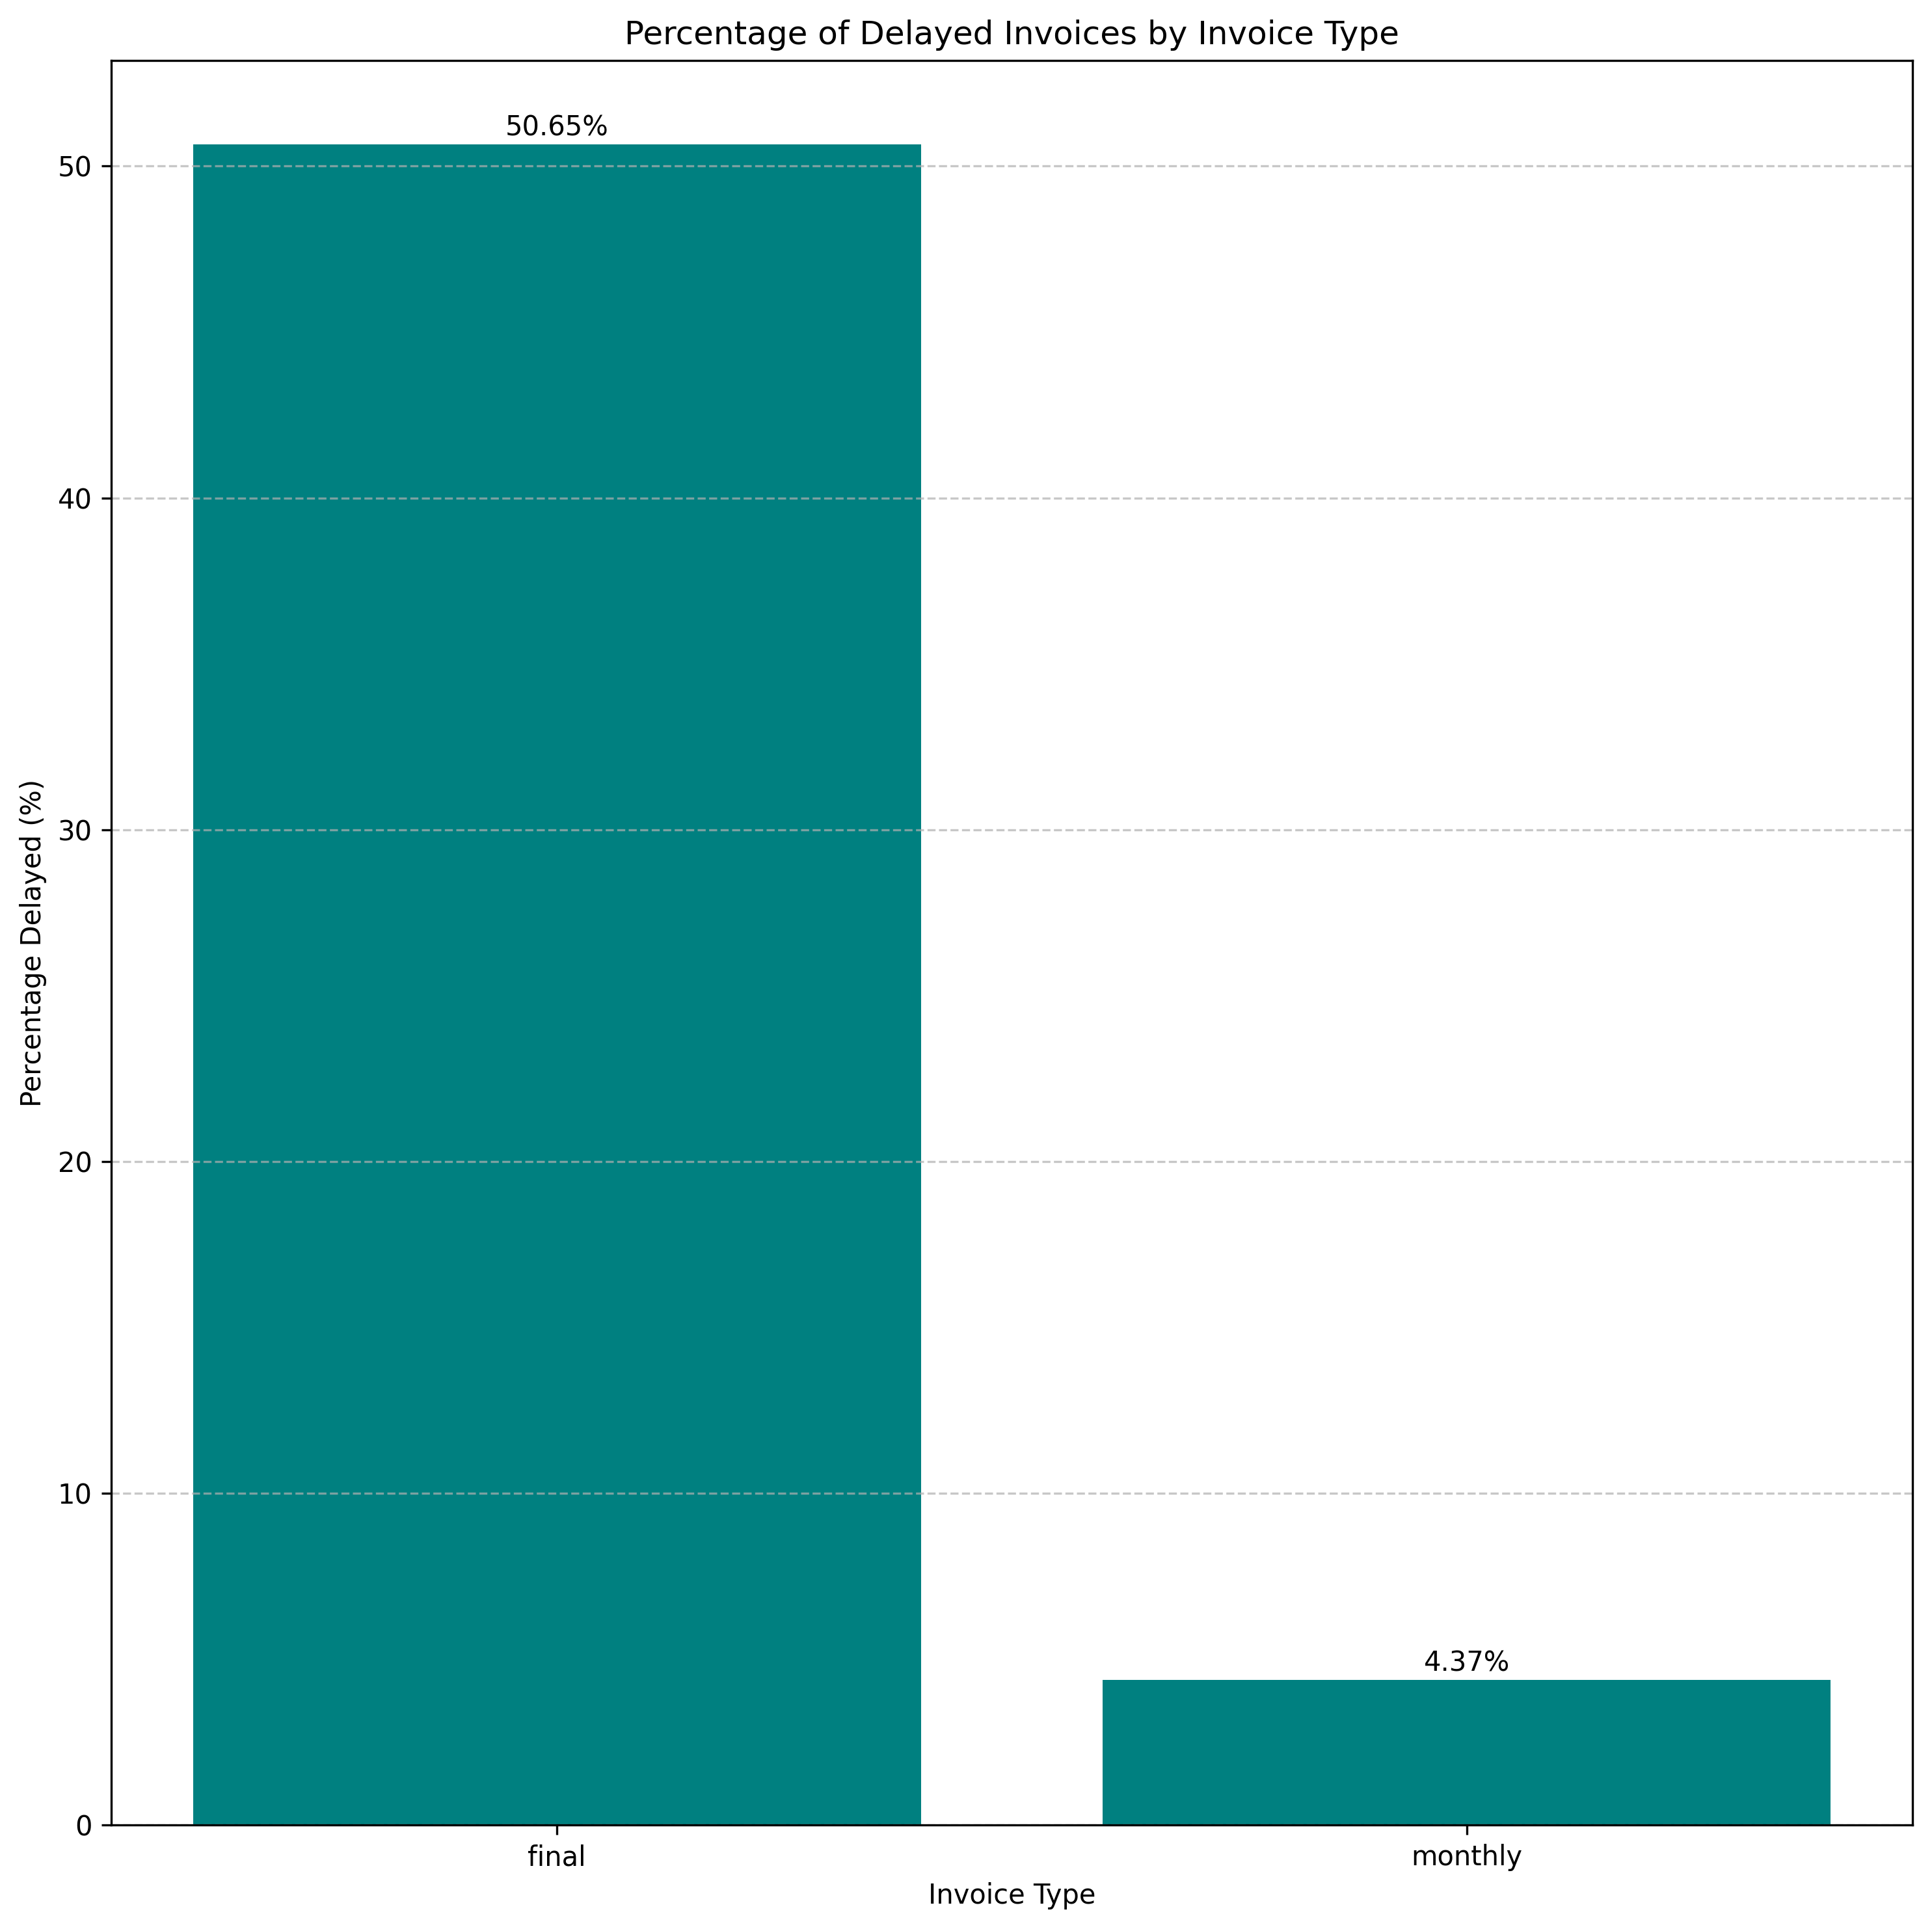 Percentage of Delayed Invoices by Invoice Type
50.65%
50
40
30
20
10
0
Percentage Delayed (%)
4.37%
final
monthly
Invoice Type